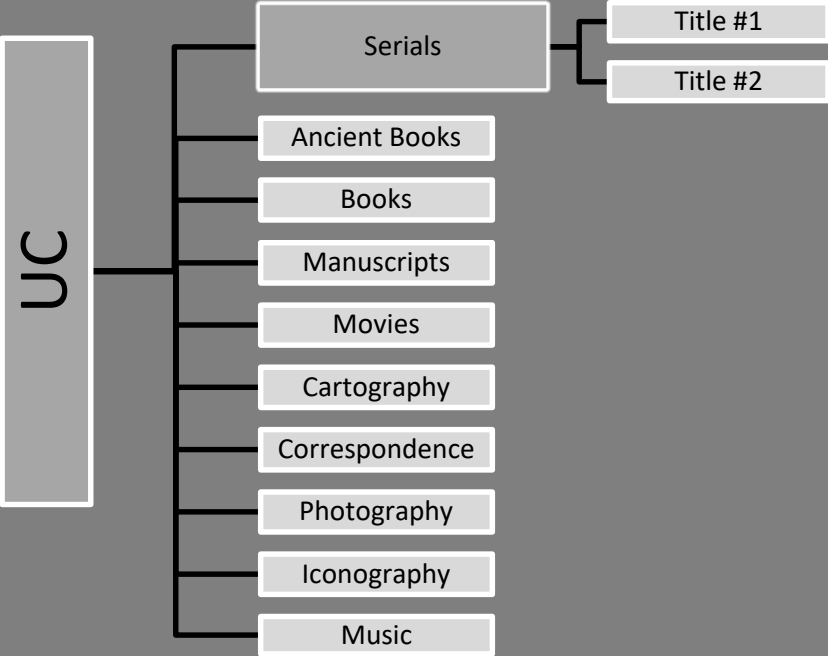 UC
Serials
Title #1
Title #2
Ancient Books
Books
Manuscripts
Movies
Cartography
Correspondence
Photography
Iconography
Music